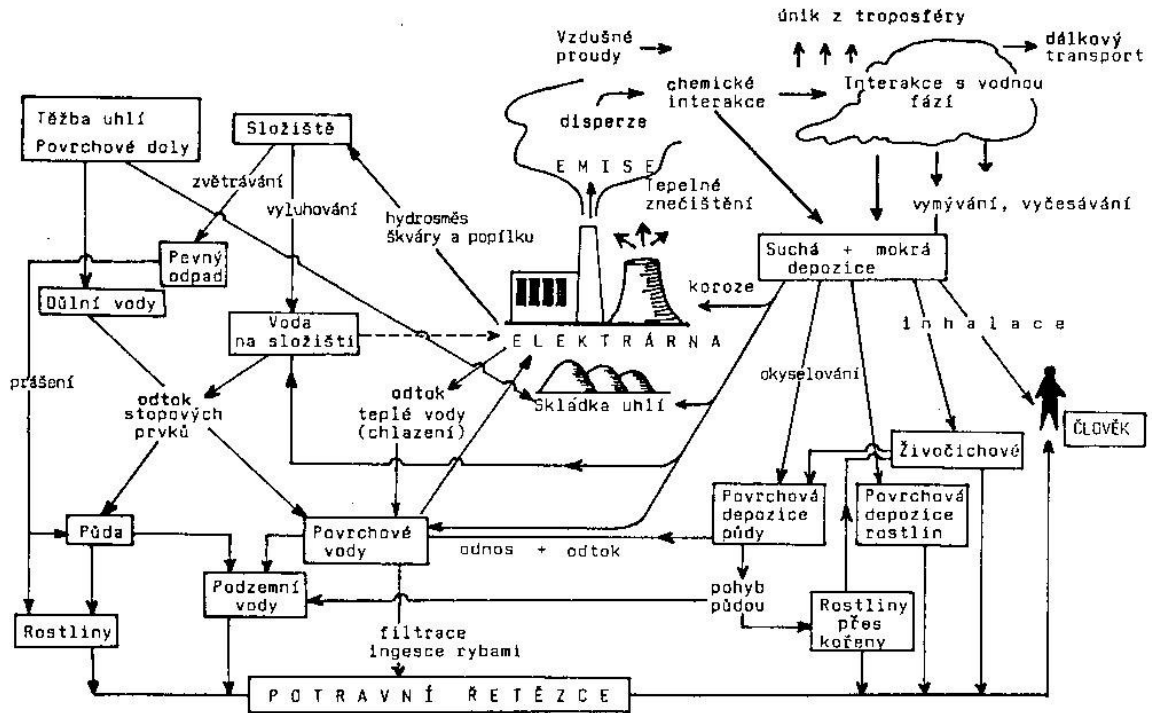 únik z troposféry
Vzdušné
proudy
dálkový
transport
chemické
interakce
Interakce s vodnou
fází
disperze
Těžba uhlí
Povrchové doly
Složiště
E M I S E
Tepelné
znečištění
zvětrávání
vyluhování
hydrosměs
škváry a popílku
vymývání, vyčesávání
Pevný
odpad
Suchá + mokrá
depozice
Důlní vody
koroze
Voda
na složišti
E L E K T R Á R N A
i n h a l a c e
prášení
okyselování
odtok
stopových
prvků
odtok
teplé vody
(chlazení)
Skládka uhlí
ČLOVĚK
Živočichové
Půda
Povrchové
vody
Povrchová
depozice
půdy
Povrchová
depozice
rostlin
odnos + odtok
Podzemní
vody
pohyb
půdou
Rostliny
Rostliny
přes
kořeny
filtrace
ingesce rybami
P O T R A V N Í Ř E T Ě Z C E